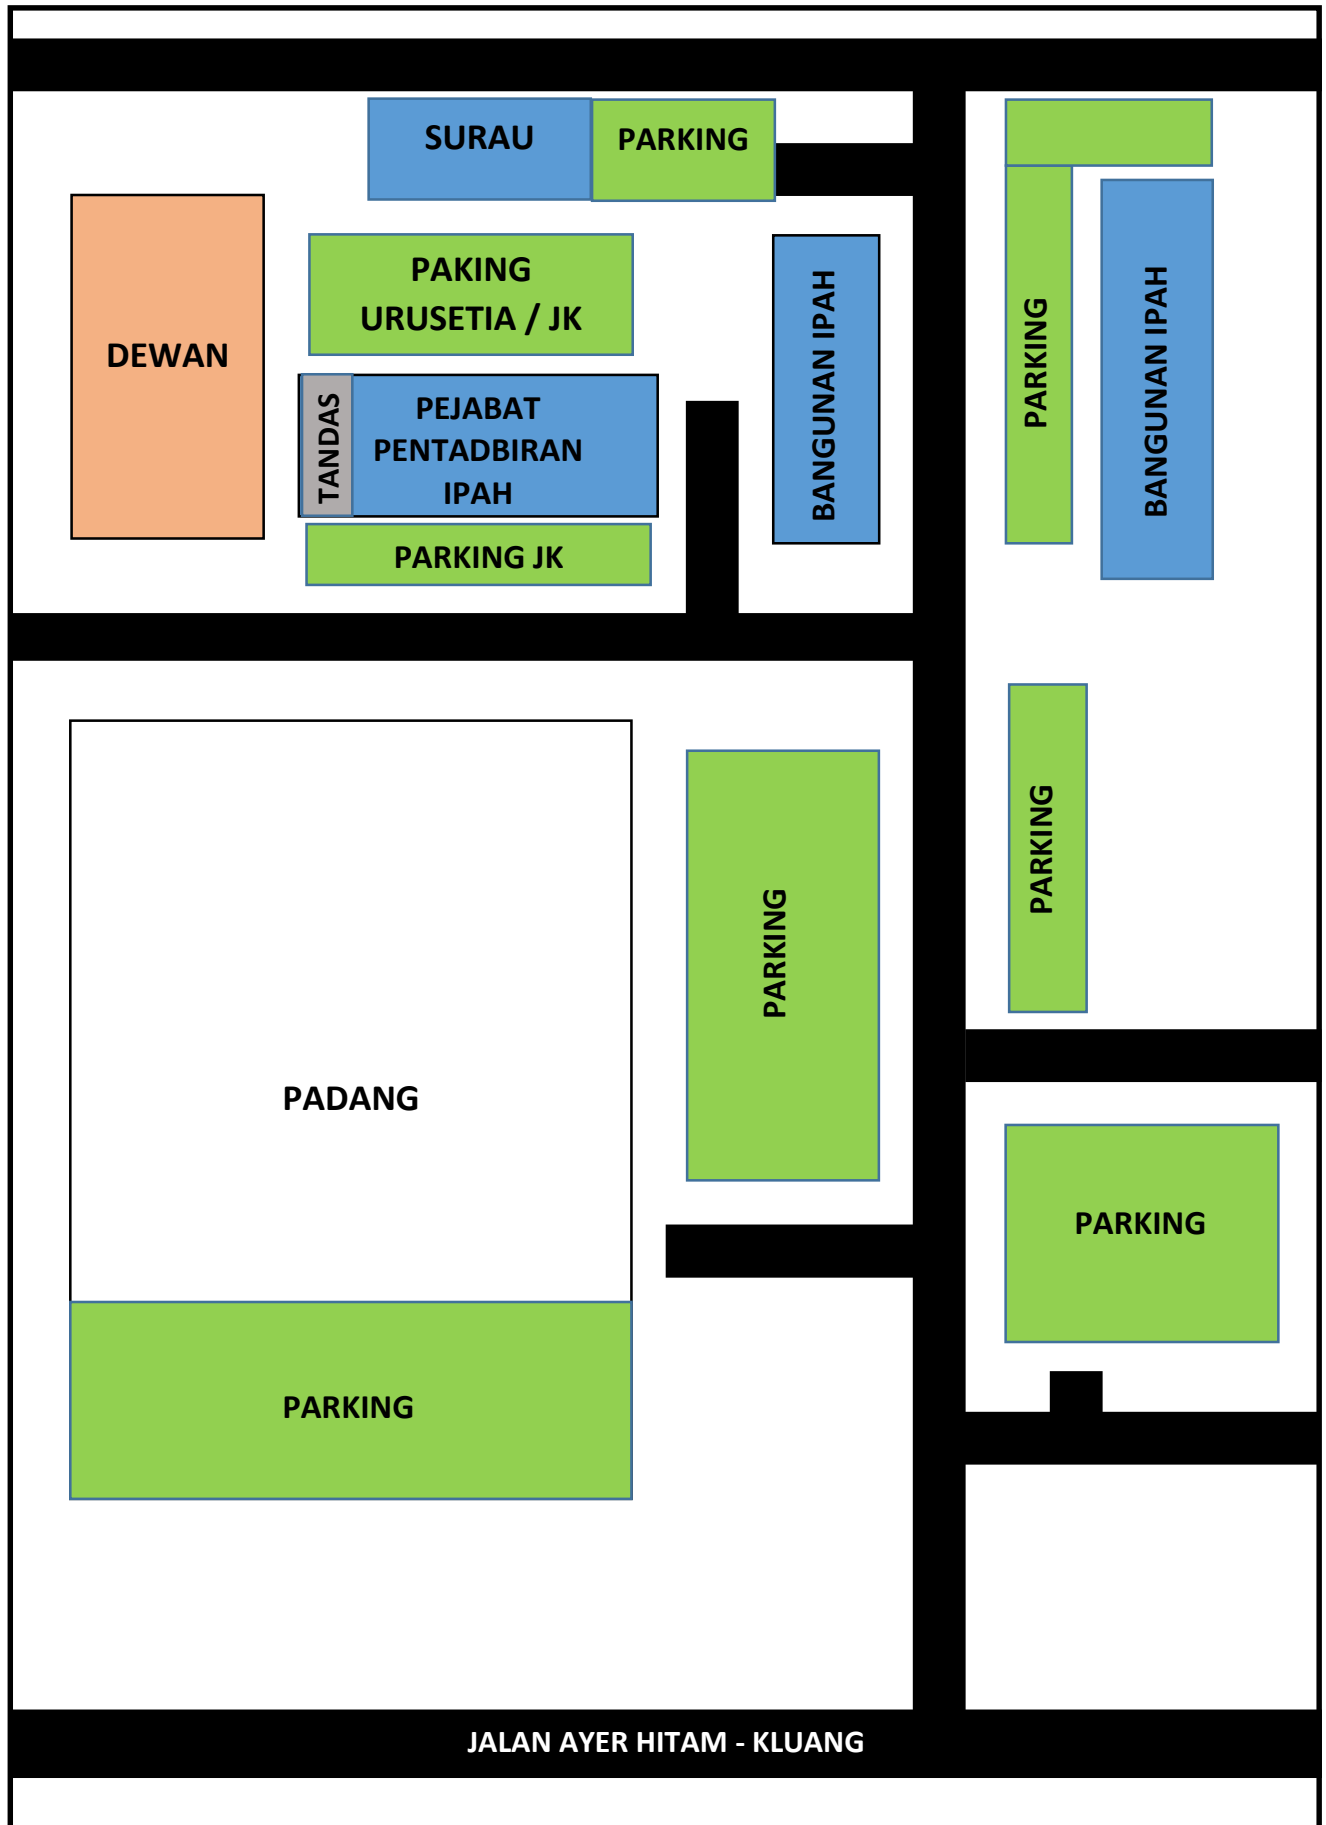 SURAU
PARKING
PAKING
URUSETIA / JK
DEWAN
TANDAS
PEJABAT
PENTADBIRAN
IPAH
PARKING JK
BANGUNAN IPAH
PARKING
BANGUNAN IPAH
PARKING
PARKING
PADANG
PARKING
PARKING
JALAN AYER HITAM - KLUANG